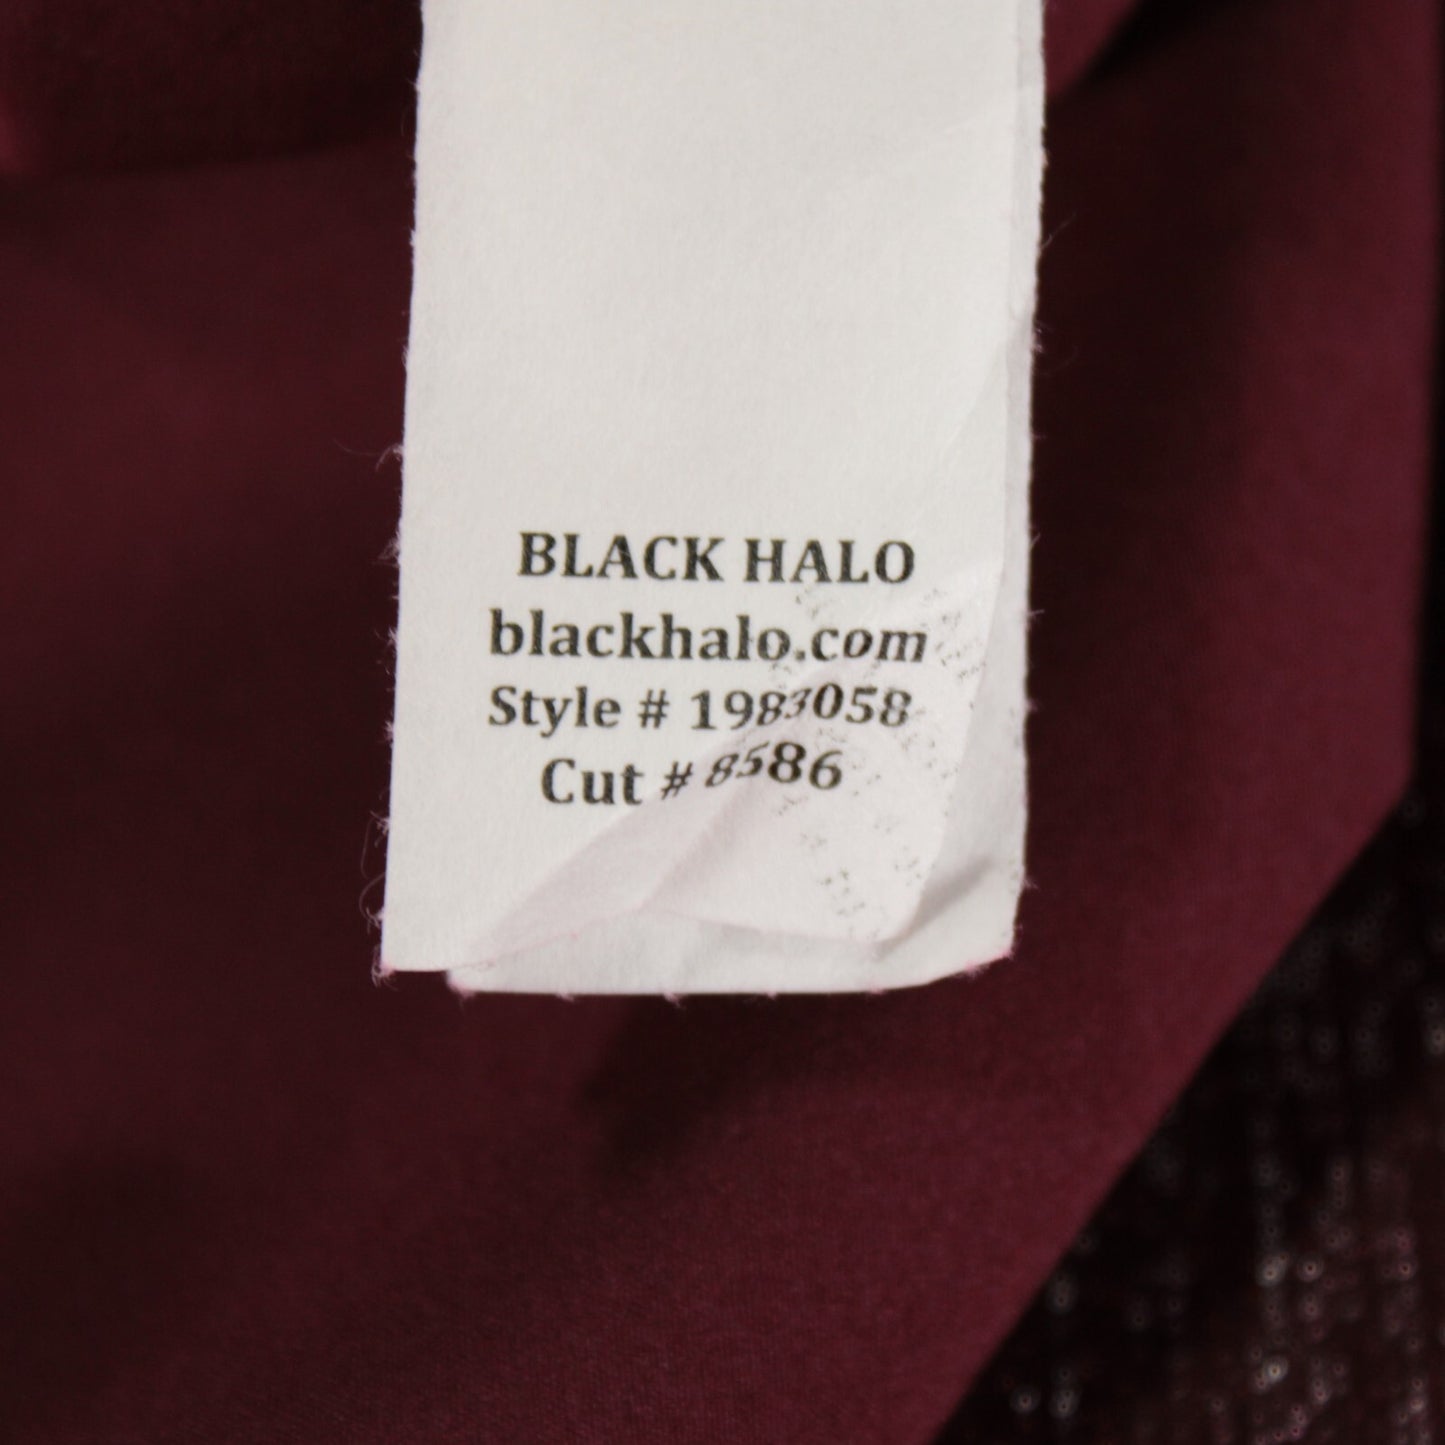 BLACK HALO
blackhalo.com
Style # 1983058
Cut # 8586